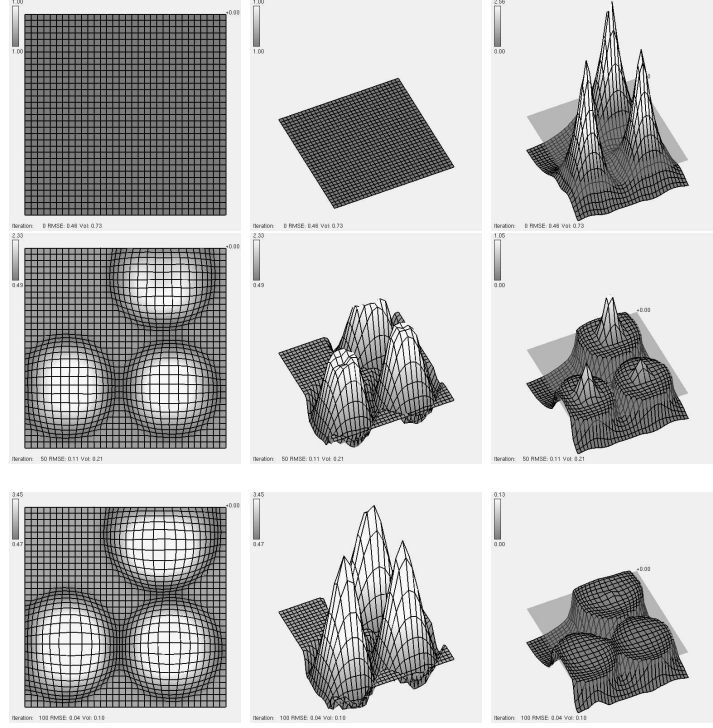 1.00
+0.00
1.00
Iteration: 0 RMSE: 0.46 Vol: 0.73
1.00
1.00
Iteration: 0 RMSE: 0.46 Vol: 0.73
2.56
0.00
Iteration: 0 RMSE: 0.46 Vol: 0.73
2.33
+0.00
0.49
Iteration: 50 RMSE: 0.11 Vol: 0.21
2.33
0.49
Iteration: 50 RMSE: 0.11 Vol: 0.21
1.05
0.00
+0.00
Iteration: 50 RMSE: 0.11 Vol: 0.21
3.45
+0.00
0.47
Iteration: 100 RMSE: 0.04 Vol: 0.10
3.45
0.47
Iteration: 100 RMSE: 0.04 Vol: 0.10
0.13
0.00
+0.00
Iteration: 100 RMSE: 0.04 Vol: 0.10